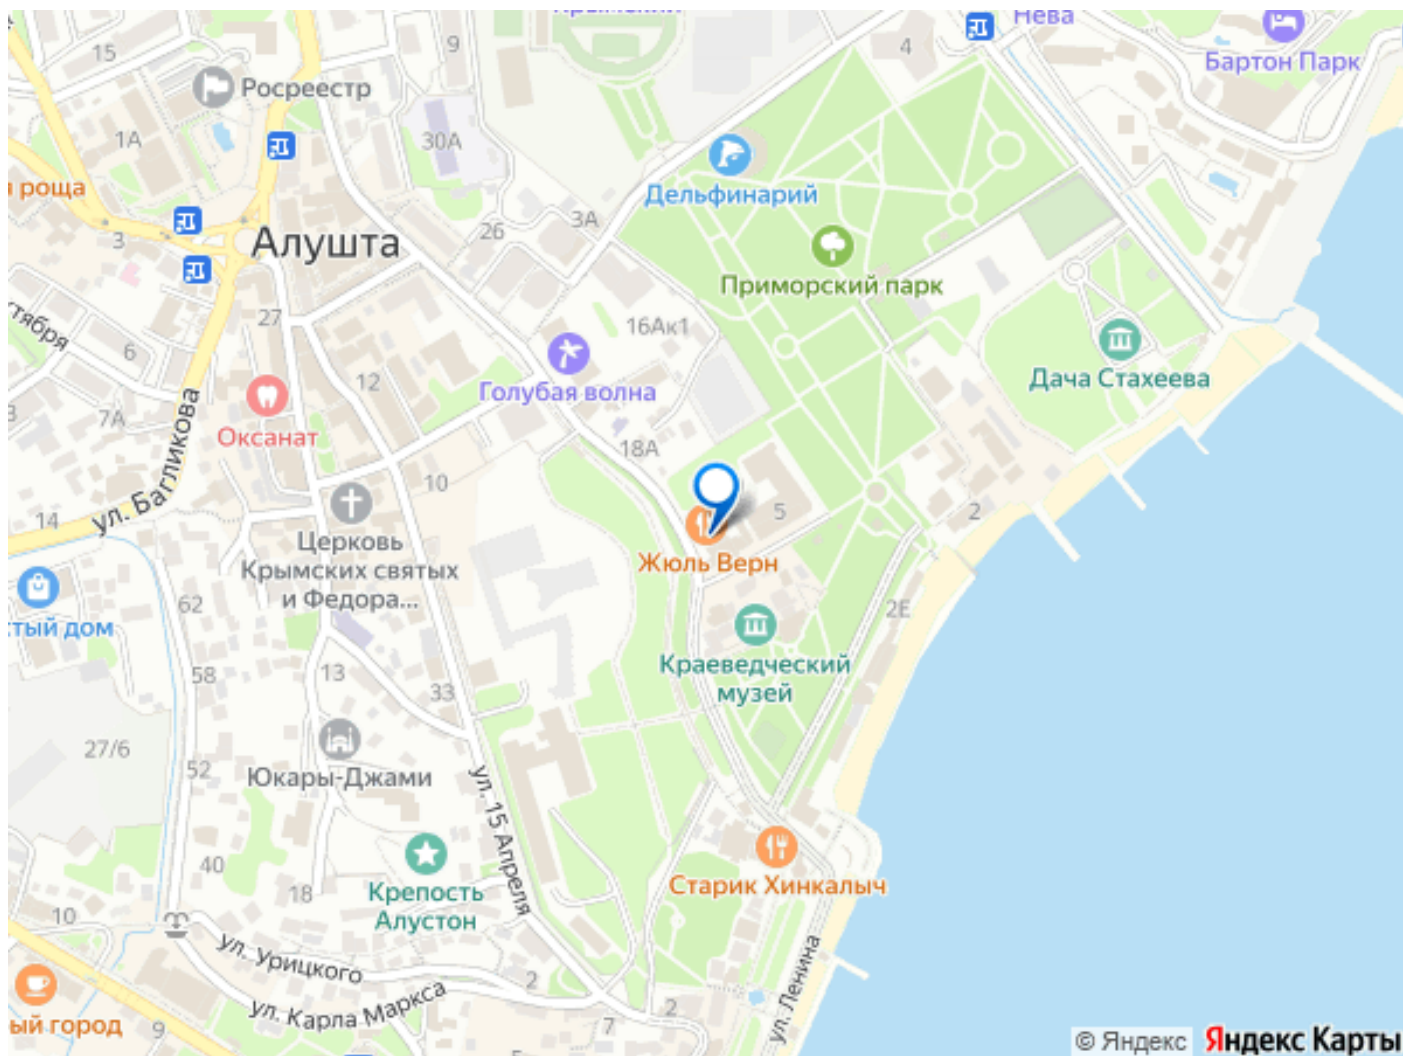 Крымский
Нева
Бартон Парк
4
9
15
Росреестр
1А
30А
Дельфинарий
я роща
3А
26
3
Алушта
Приморский парк
27
16Ак1
тября
6
12
Голубая волна
Дача Стахеева
7А
Оксанат
18А
ул. Багликова
10
14
5
2
Церковь
Крымских святых
и Федора...
Жюль Верн
62
2Е
тый дом
Краеведческий
музей
58
13
33
27/6
52
Юкары-Джами
ул. 15 Апреля
40
18
Крепость
Алустон
Старик Хинкалыч
10
ул. Урицкого
ул. Карла Маркса
2
2
7
ул. Ленина
ый город
9
© Яндекс Яндекс Карты